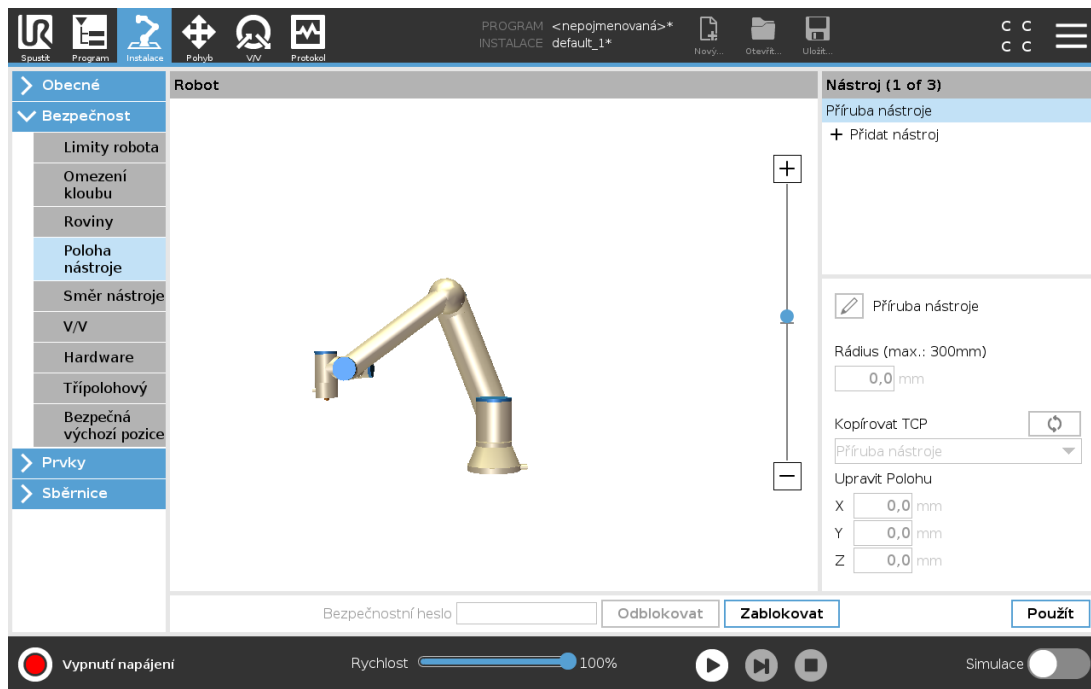 PROGRAM <nepojmenovaná>*
INSTALACE default_1*
Spustit
Program
Instalace
Pohyb
V/V
Protokol
Nový...
Otevřít...
Uložit...
C C
C C
Obecné
Bezpečnost
Limity robota
Omezení
kloubu
Roviny
Poloha
nástroje
Směr nástroje
V/V
Hardware
Třípolohový
Bezpečná
výchozí pozice
Prvky
Sběrnice
Robot
Nástroj (1 of 3)
Příruba nástroje
+ Přidat nástroj
Příruba nástroje
Rádius (max.: 300mm)
0,0 mm
Kopírovat TCP
Příruba nástroje
Upravit Polohu
X 0,0 mm
Y 0,0 mm
Z 0,0 mm
Bezpečnostní heslo
Odblokovat
Zablokovat
Použít
Vypnutí napájení
Rychlost
100%
Simulace